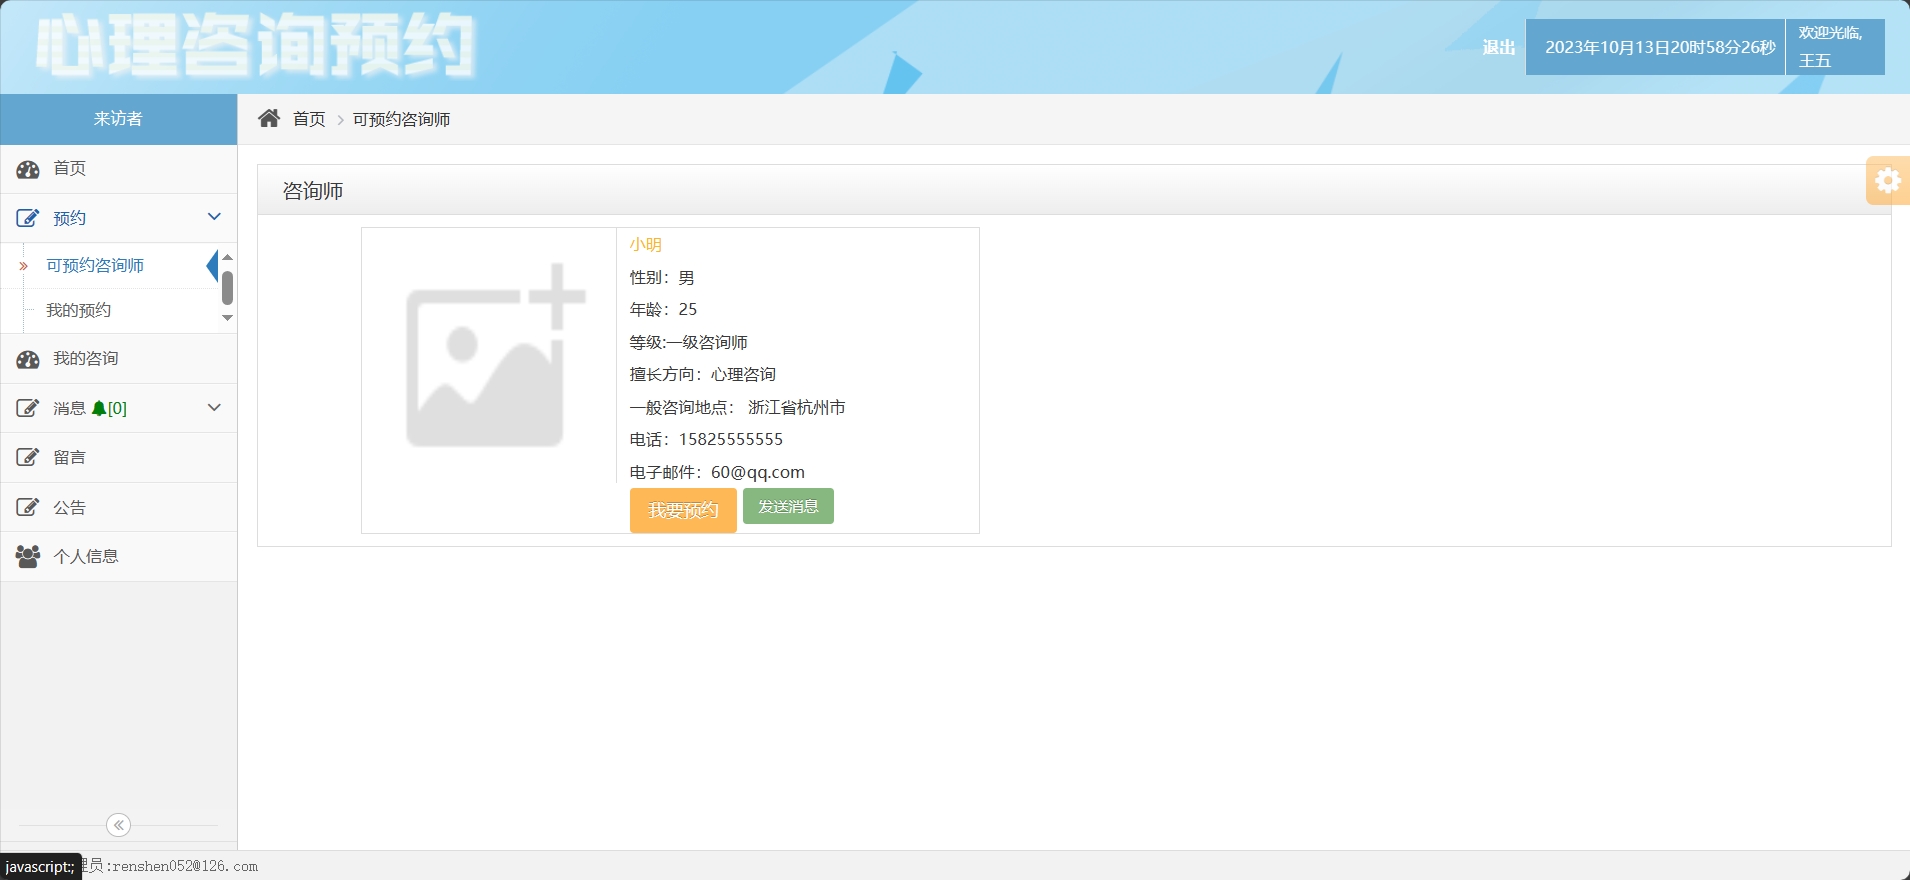 心理咨询预约
退出
2023年10月13日20时58分26秒
欢迎光临,
王五
来访者
首页
可预约咨询师
首页
预约
可预约咨询师
我的预约
我的咨询
消息 [0]
留言
公告
个人信息
咨询师
小明
性别：男
年龄：25
等级:一级咨询师
擅长方向：心理咨询
一般咨询地点： 浙江省杭州市
电话：15825555555
电子邮件：60@qq.com
我要预约
发送消息
javascript:;
理员:renshen052@126.com